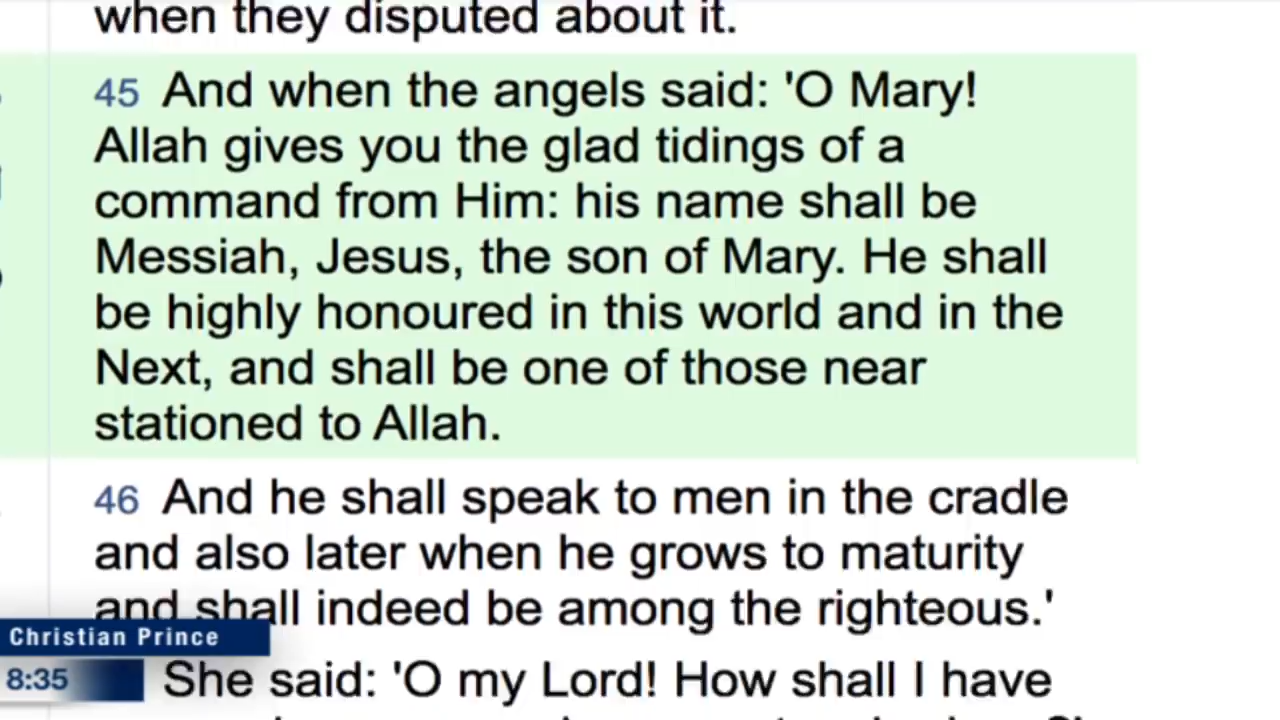 when they disputed about it.
45 And when the angels said: 'O Mary!
Allah gives you the glad tidings of a
command from Him: his name shall be
Messiah, Jesus, the son of Mary. He shall
be highly honoured in this world and in the
Next, and shall be one of those near
stationed to Allah.
46 And he shall speak to men in the cradle
and also later when he grows to maturity
and shall indeed be among the righteous.'
Christian Prince
8:35
She said: 'O my Lord! How shall I have